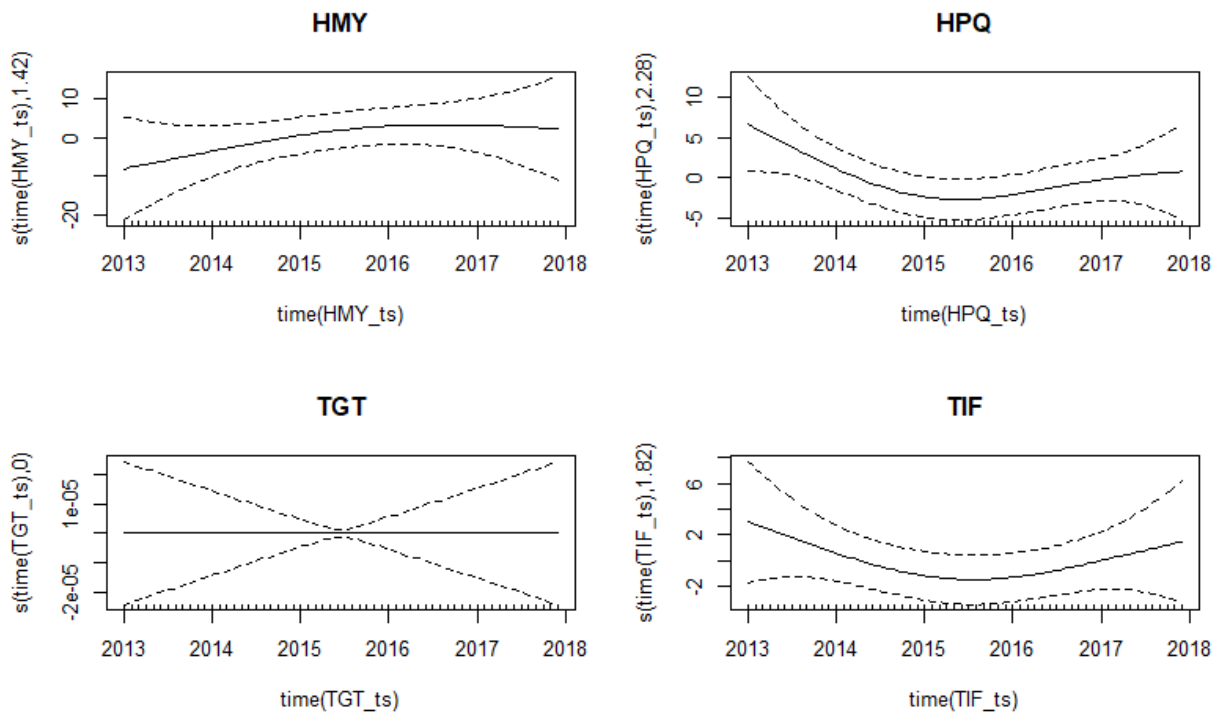 HMY
s(time(HMY_ts),1.42)
10
0
-20
2013 2014 2015 2016 2017 2018
time(HMY_ts)
HPQ
s(time(HPQ_ts),2.28)
10
5
0
-5
2013 2014 2015 2016 2017 2018
time(HPQ_ts)
TGT
s(time(TGT_ts),0)
1e-05
-2e-05
2013 2014 2015 2016 2017 2018
time(TGT_ts)
TIF
s(time(TIF_ts),1.82)
6
2
-2
2013 2014 2015 2016 2017 2018
time(TIF_ts)